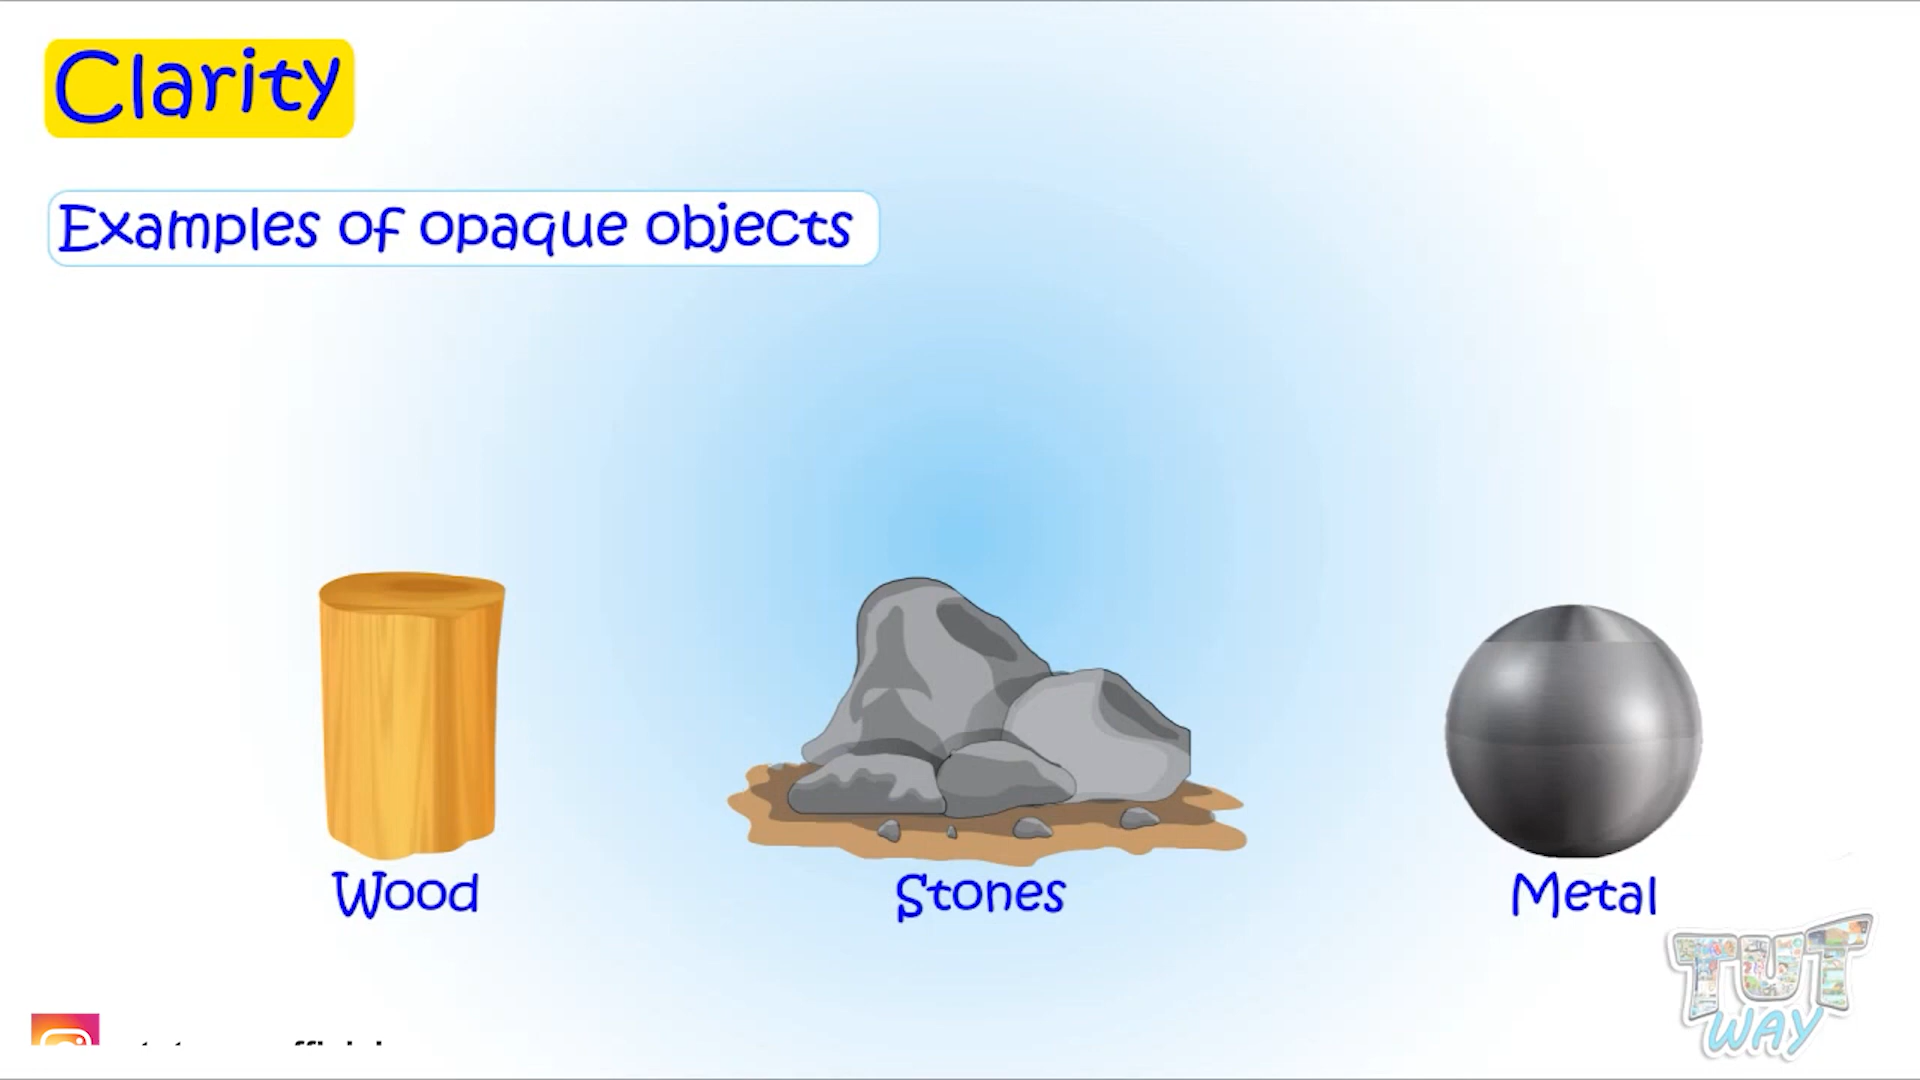 Clarity
Examples of opaque objects
Wood
Stones
Metal
TUT
WAY